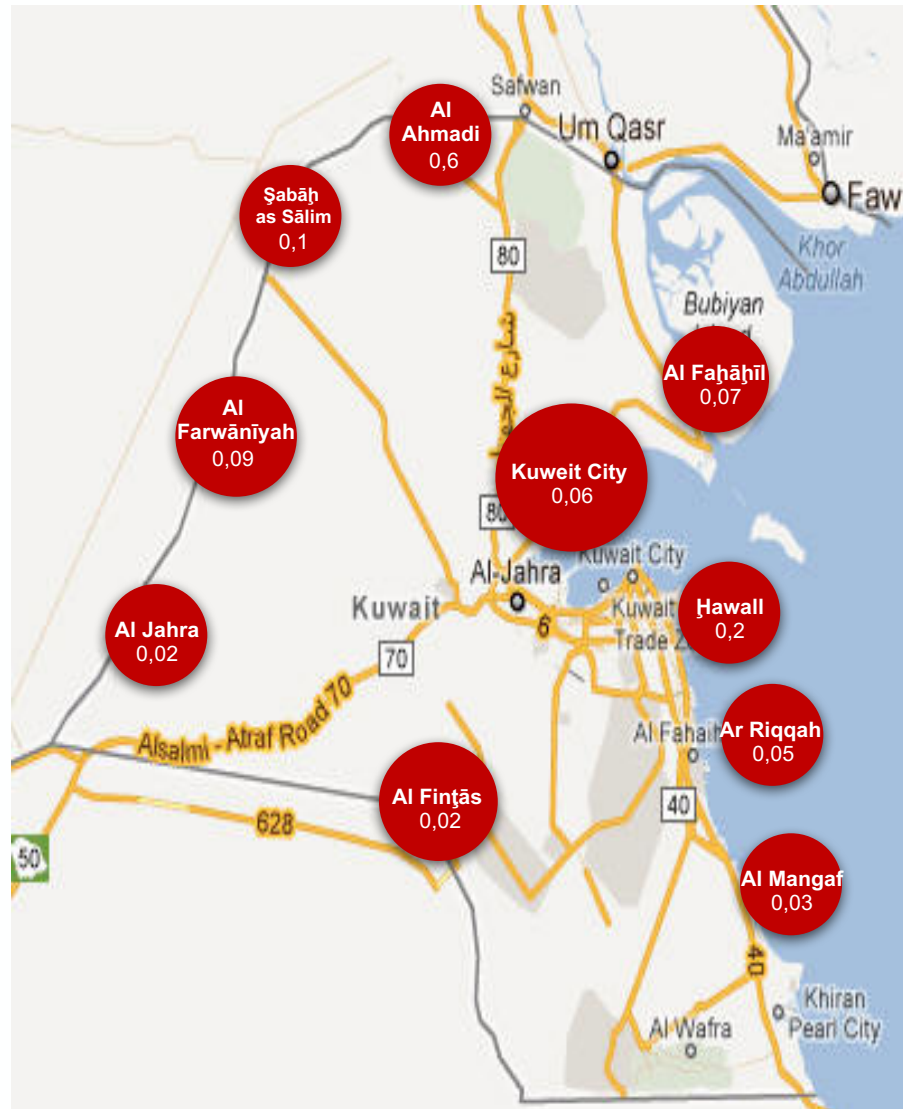 Safwan
Al
Ahmadi
0,6
Um Qasr
Ma'amir
Faw
Şabāḩ
as Sālim
0,1
80
Khor
Abdullah
Bubiyan
Al Faḩāḩīl
0,07
Al
Farwānīyah
0,09
Kuweit City
0,06
80
Kuwait City
Al-Jahra
Kuwait
Kuwait
Trade
Ḩawall
0,2
6
Al Jahra
0,02
70
Alsalmi - Atraf Road 70
Al Fahaih
Ar Riqqah
0,05
Al Finţās
0,02
40
628
50
Al Mangaf
0,03
40
Khiran
Pearl City
Al Wafra